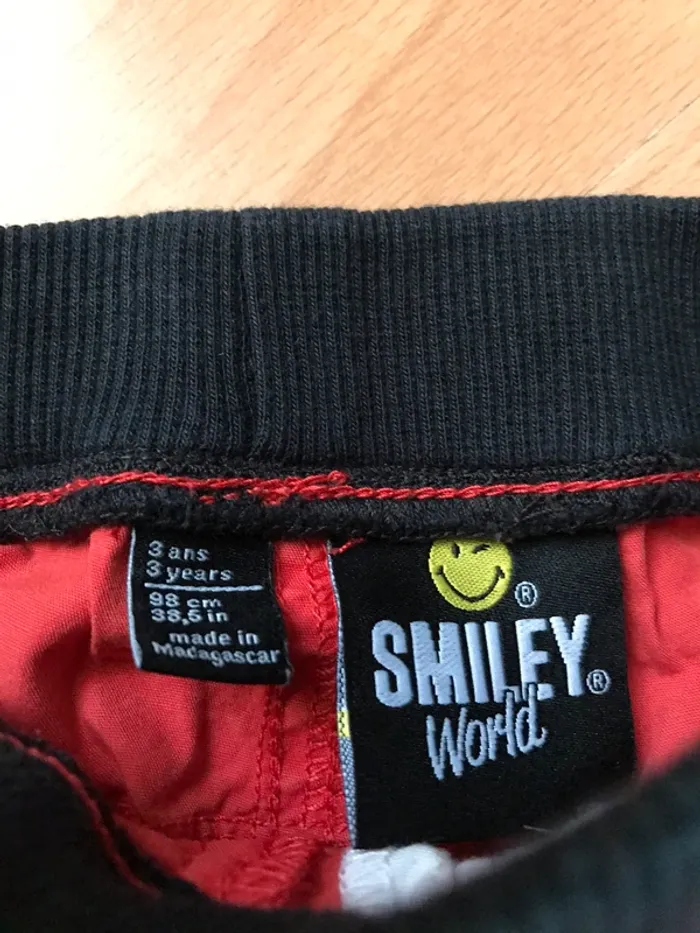 3 ans
3 years
98 cm
38,5 in
made in
Madagascar
®
SMILEY®
World